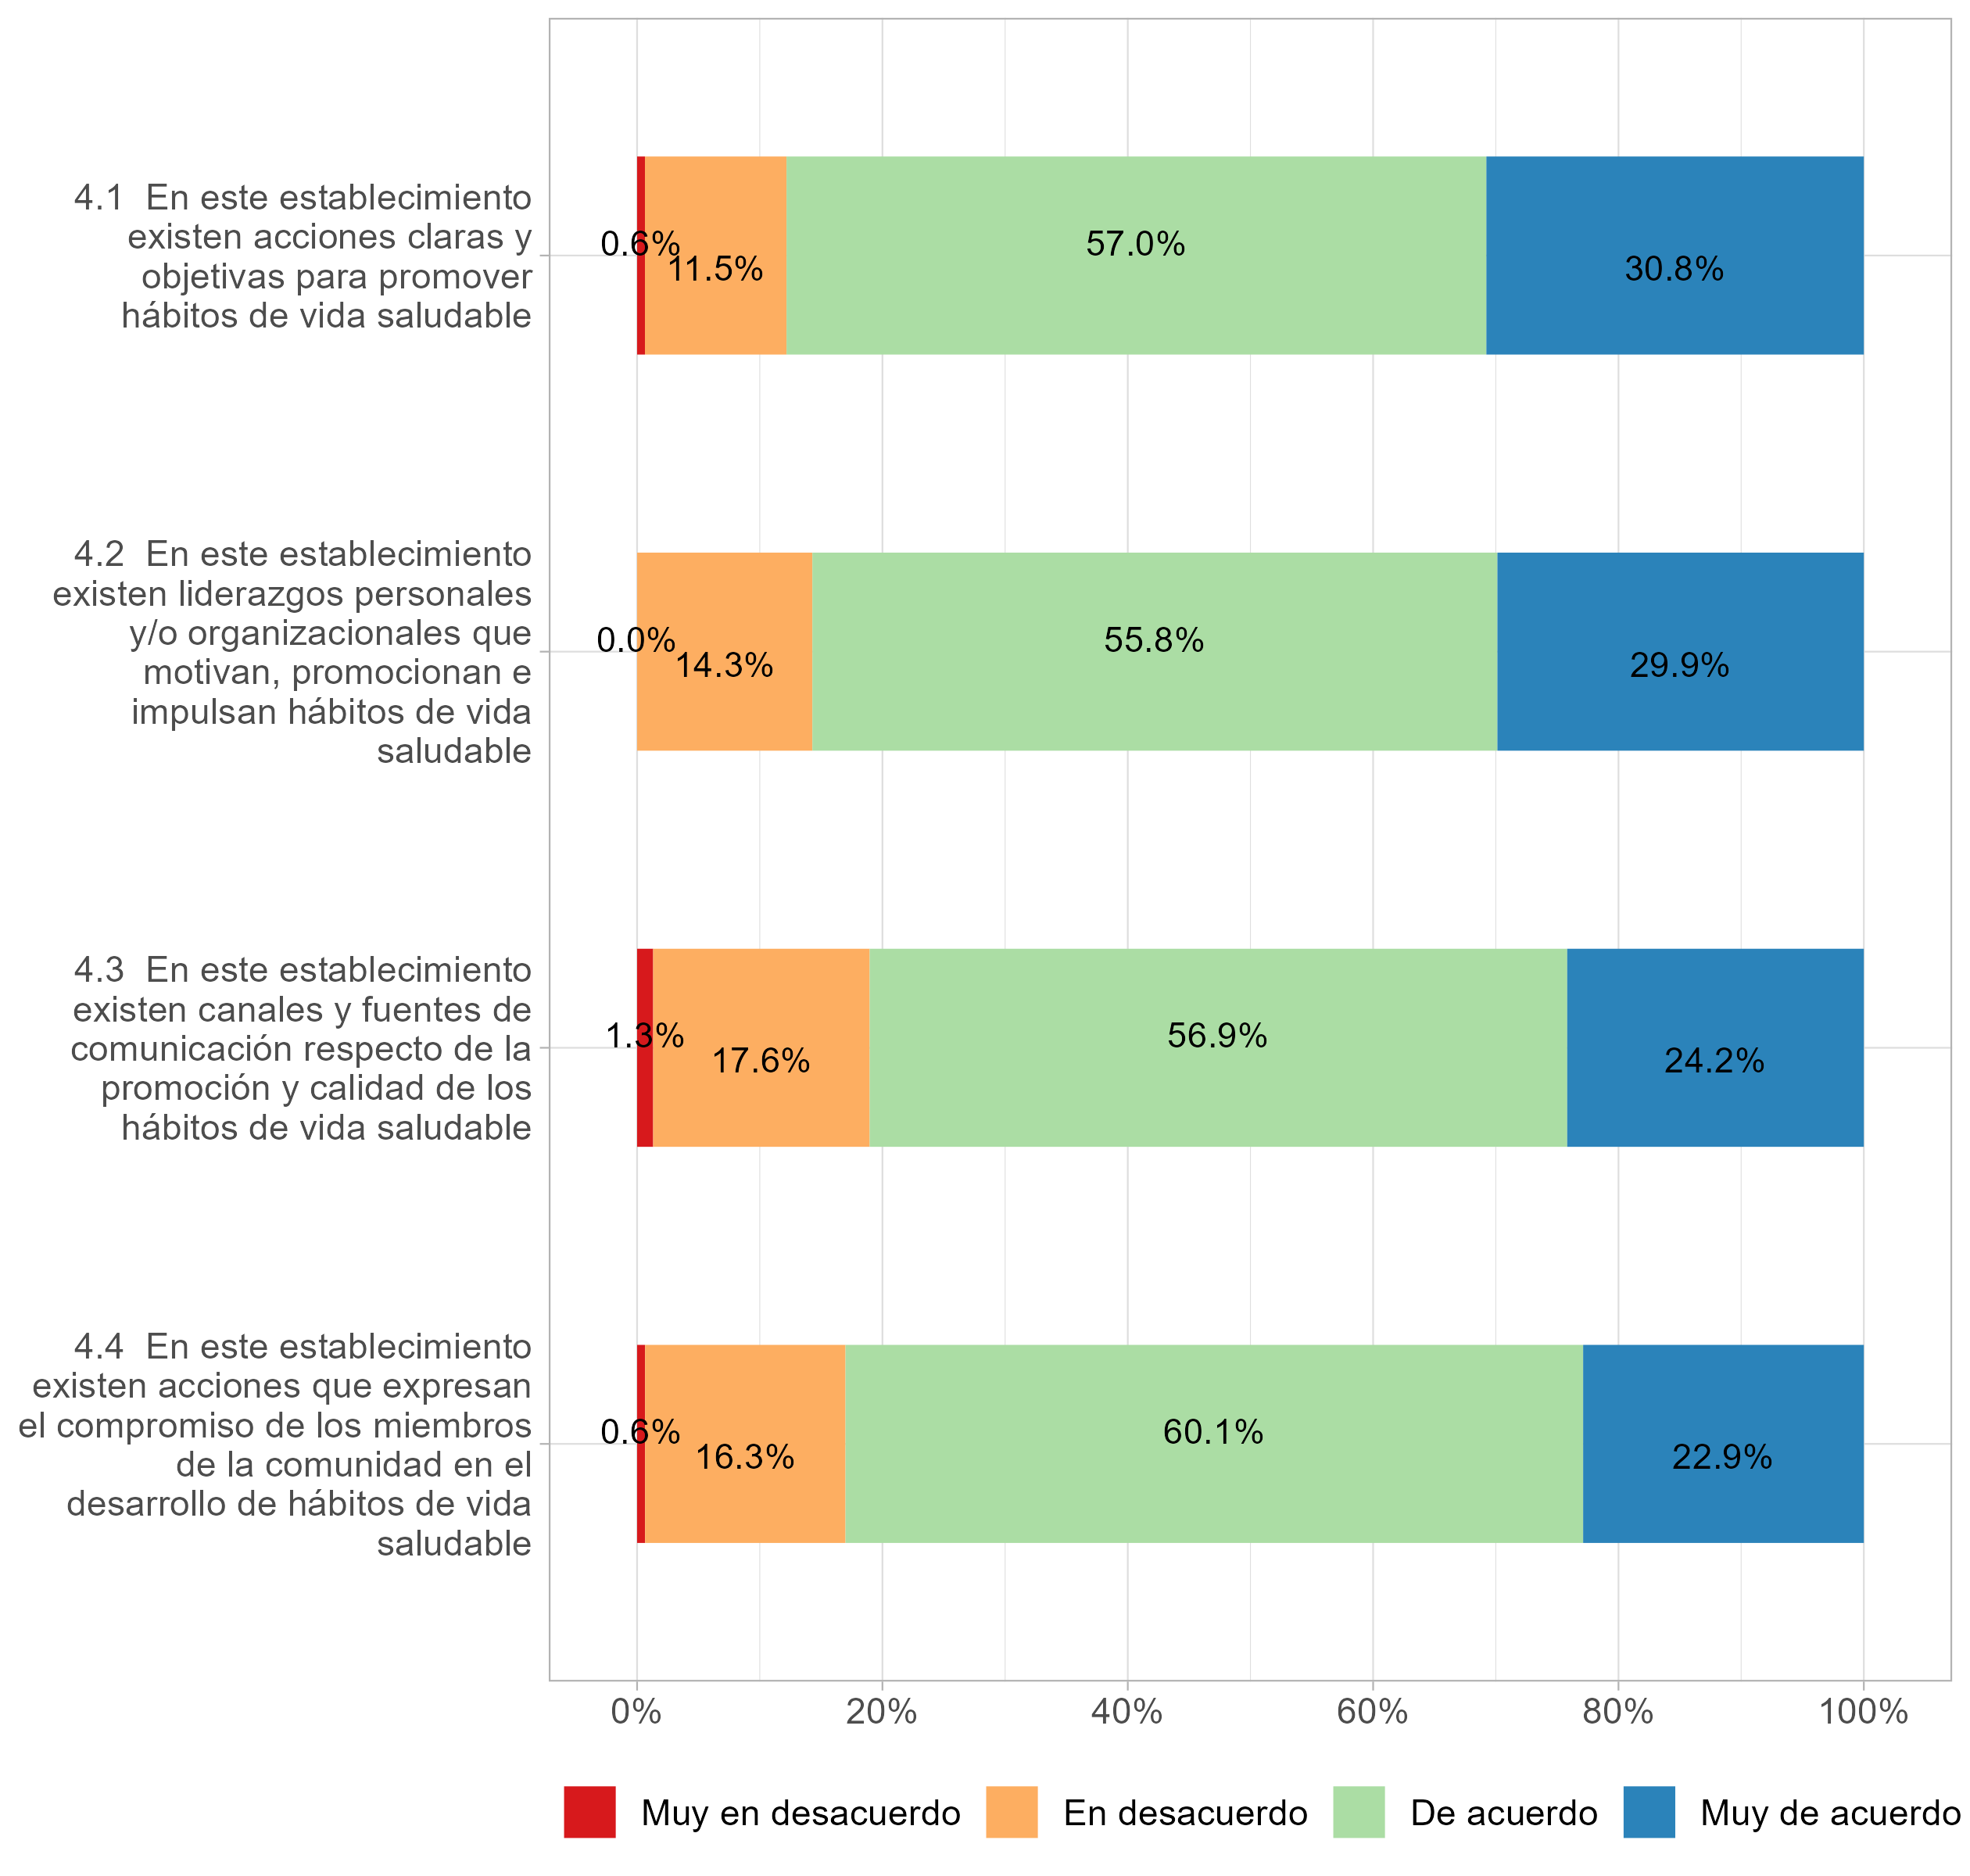 4.1  En este establecimiento
existen acciones claras y
objetivas para promover
hábitos de vida saludable
0.6%
11.5%
57.0%
30.8%
4.2  En este establecimiento
existen liderazgos personales
y/o organizacionales que
motivan, promocionan e
impulsan hábitos de vida
saludable
0.0%
14.3%
55.8%
29.9%
4.3  En este establecimiento
existen canales y fuentes de
comunicación respecto de la
promoción y calidad de los
hábitos de vida saludable
1.3%
17.6%
56.9%
24.2%
4.4  En este establecimiento
existen acciones que expresan
el compromiso de los miembros
de la comunidad en el
desarrollo de hábitos de vida
saludable
0.6%
16.3%
60.1%
22.9%
0% 20% 40% 60% 80% 100%
Muy en desacuerdo En desacuerdo De acuerdo Muy de acuerdo